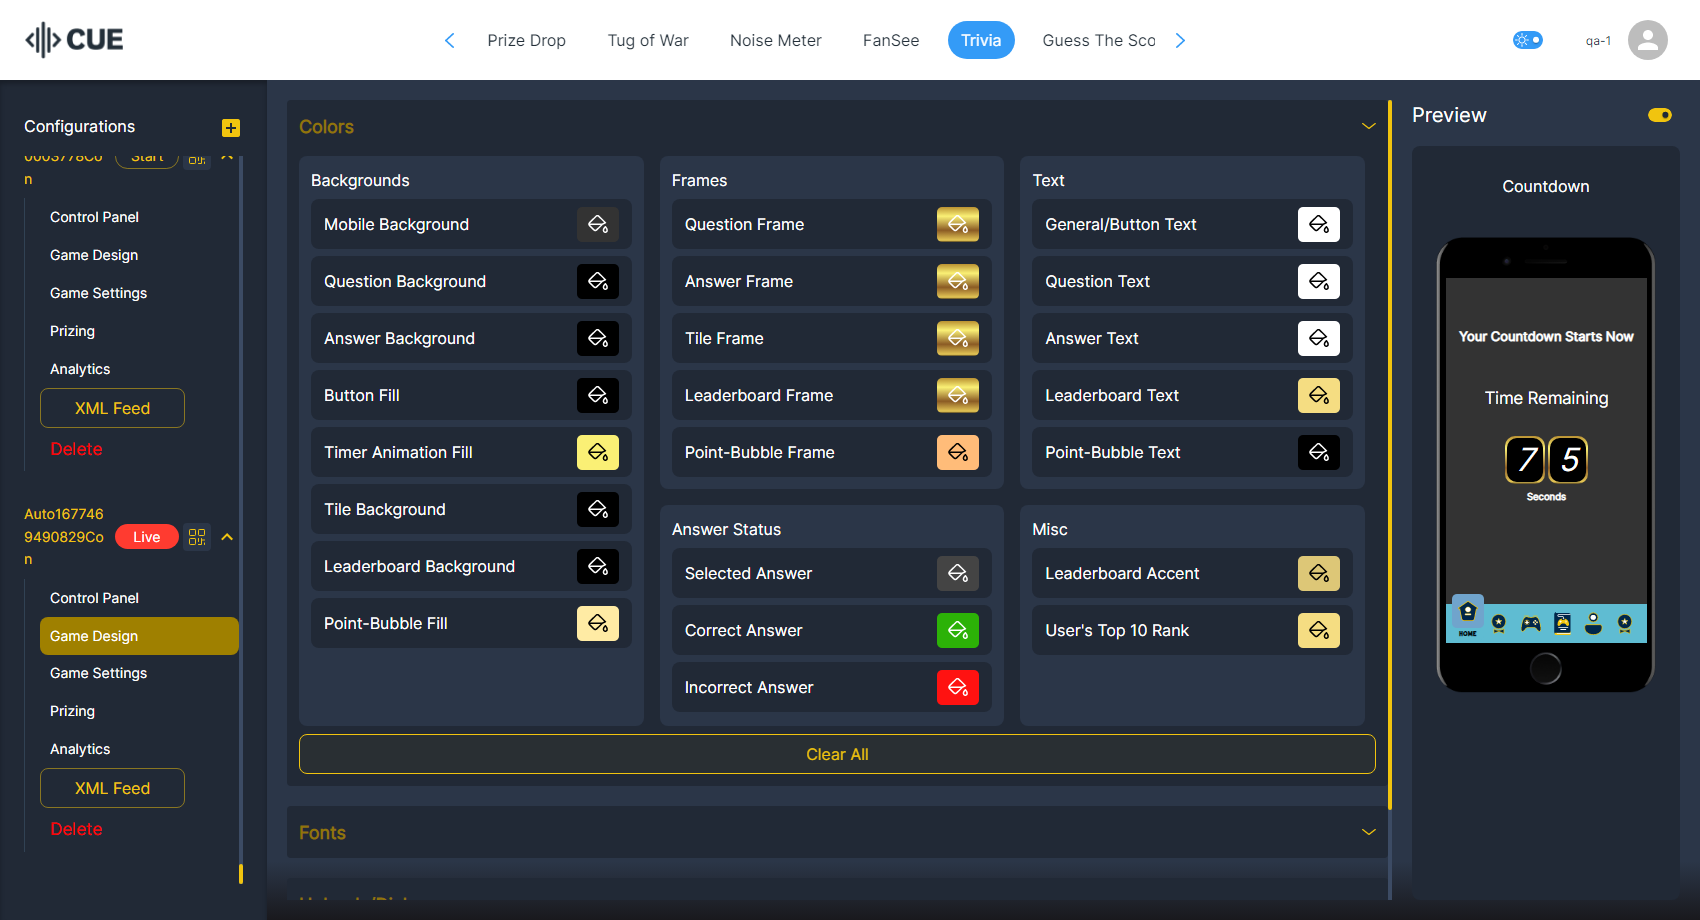 CUE
Prize Drop
Tug of War
Noise Meter
FanSee
Trivia
Guess The Sco
qa-1
Configurations
0003778Co
n
Start
Control Panel
Game Design
Game Settings
Prizing
Analytics
XML Feed
Delete
Auto167746
9490829Co
n
Live
Control Panel
Game Design
Game Settings
Prizing
Analytics
XML Feed
Delete
Colors
Backgrounds
Mobile Background
Question Background
Answer Background
Button Fill
Timer Animation Fill
Tile Background
Leaderboard Background
Point-Bubble Fill
Frames
Question Frame
Answer Frame
Tile Frame
Leaderboard Frame
Point-Bubble Frame
Text
General/Button Text
Question Text
Answer Text
Leaderboard Text
Point-Bubble Text
Answer Status
Selected Answer
Correct Answer
Incorrect Answer
Misc
Leaderboard Accent
User's Top 10 Rank
Clear All
Fonts
Preview
Countdown
Your Countdown Starts Now
Time Remaining
7 5
Seconds
HOME